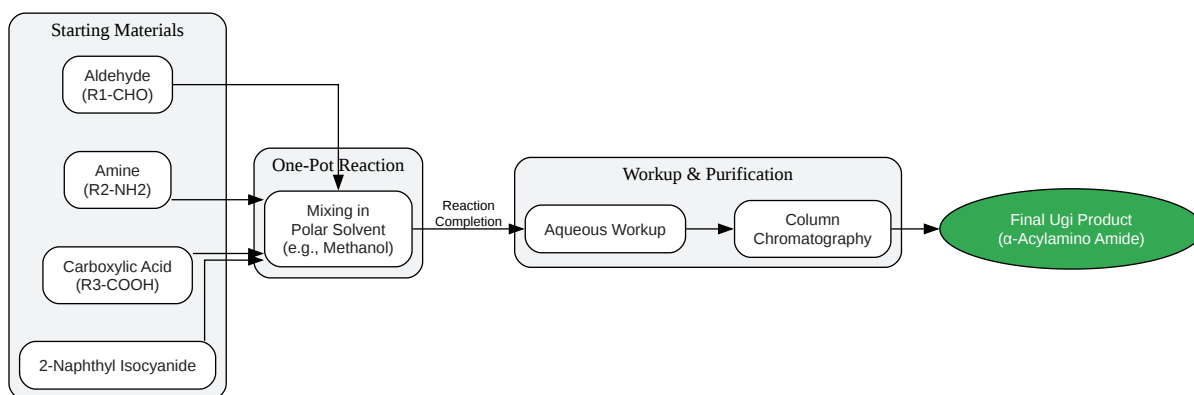 Starting Materials
Aldehyde
(R1-CHO)
Amine
(R2-NH2)
Carboxylic Acid
(R3-COOH)
2-Naphthyl Isocyanide
One-Pot Reaction
Mixing in
Polar Solvent
(e.g., Methanol)
Reaction
Completion
Workup & Purification
Aqueous Workup
Column
Chromatography
Final Ugi Product
(α-Acylamino Amide)